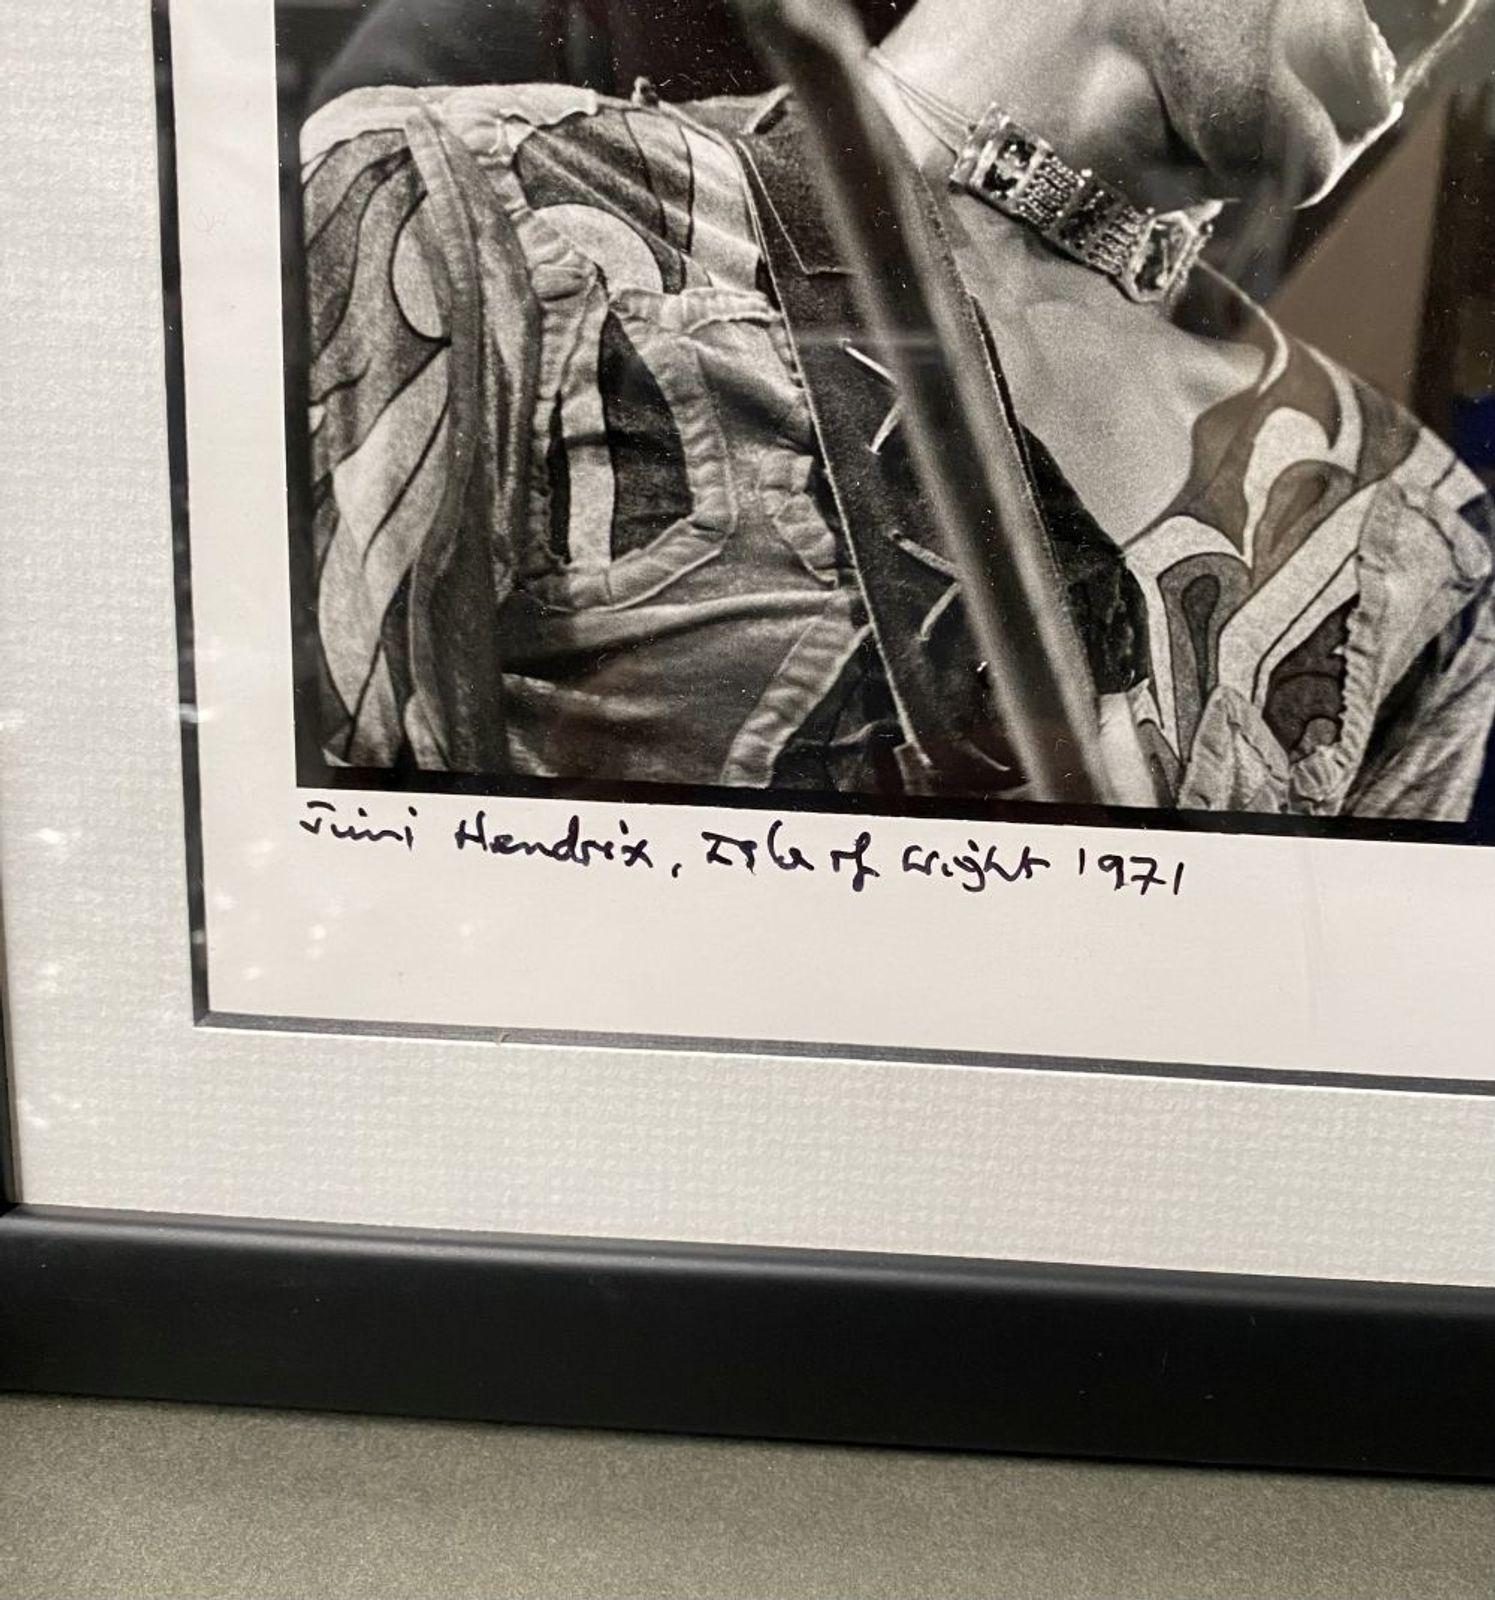 Jimi Hendrix, Isle of Wight 1971